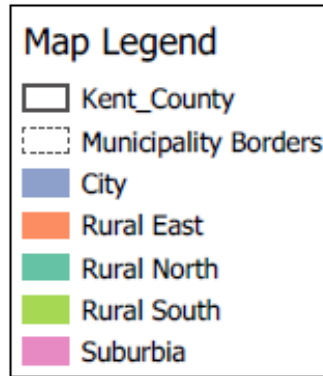 Map Legend
Kent_County
Municipality Borders
City
Rural East
Rural North
Rural South
Suburbia